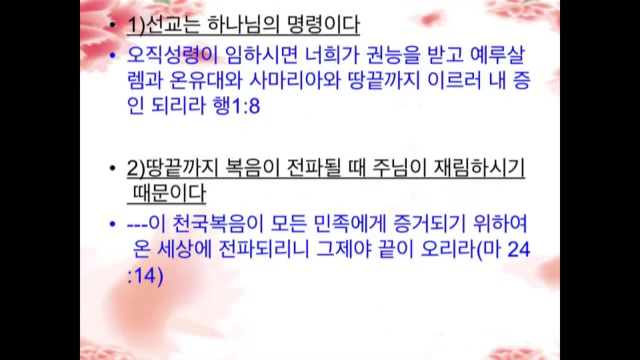 • 1)선교는 하나님의 명령이다
• 오직성령이 임하시면 너희가 권능을 받고 예루살
렘과 온유대와 사마리아와 땅끝까지 이르러 내 증
인 되리라 행1:8
• 2)땅끝까지 복음이 전파될 때 주님이 재림하시기
때문이다
• ---이 천국복음이 모든 민족에게 증거되기 위하여
온 세상에 전파되리니 그제야 끝이 오리라(마 24
:14)